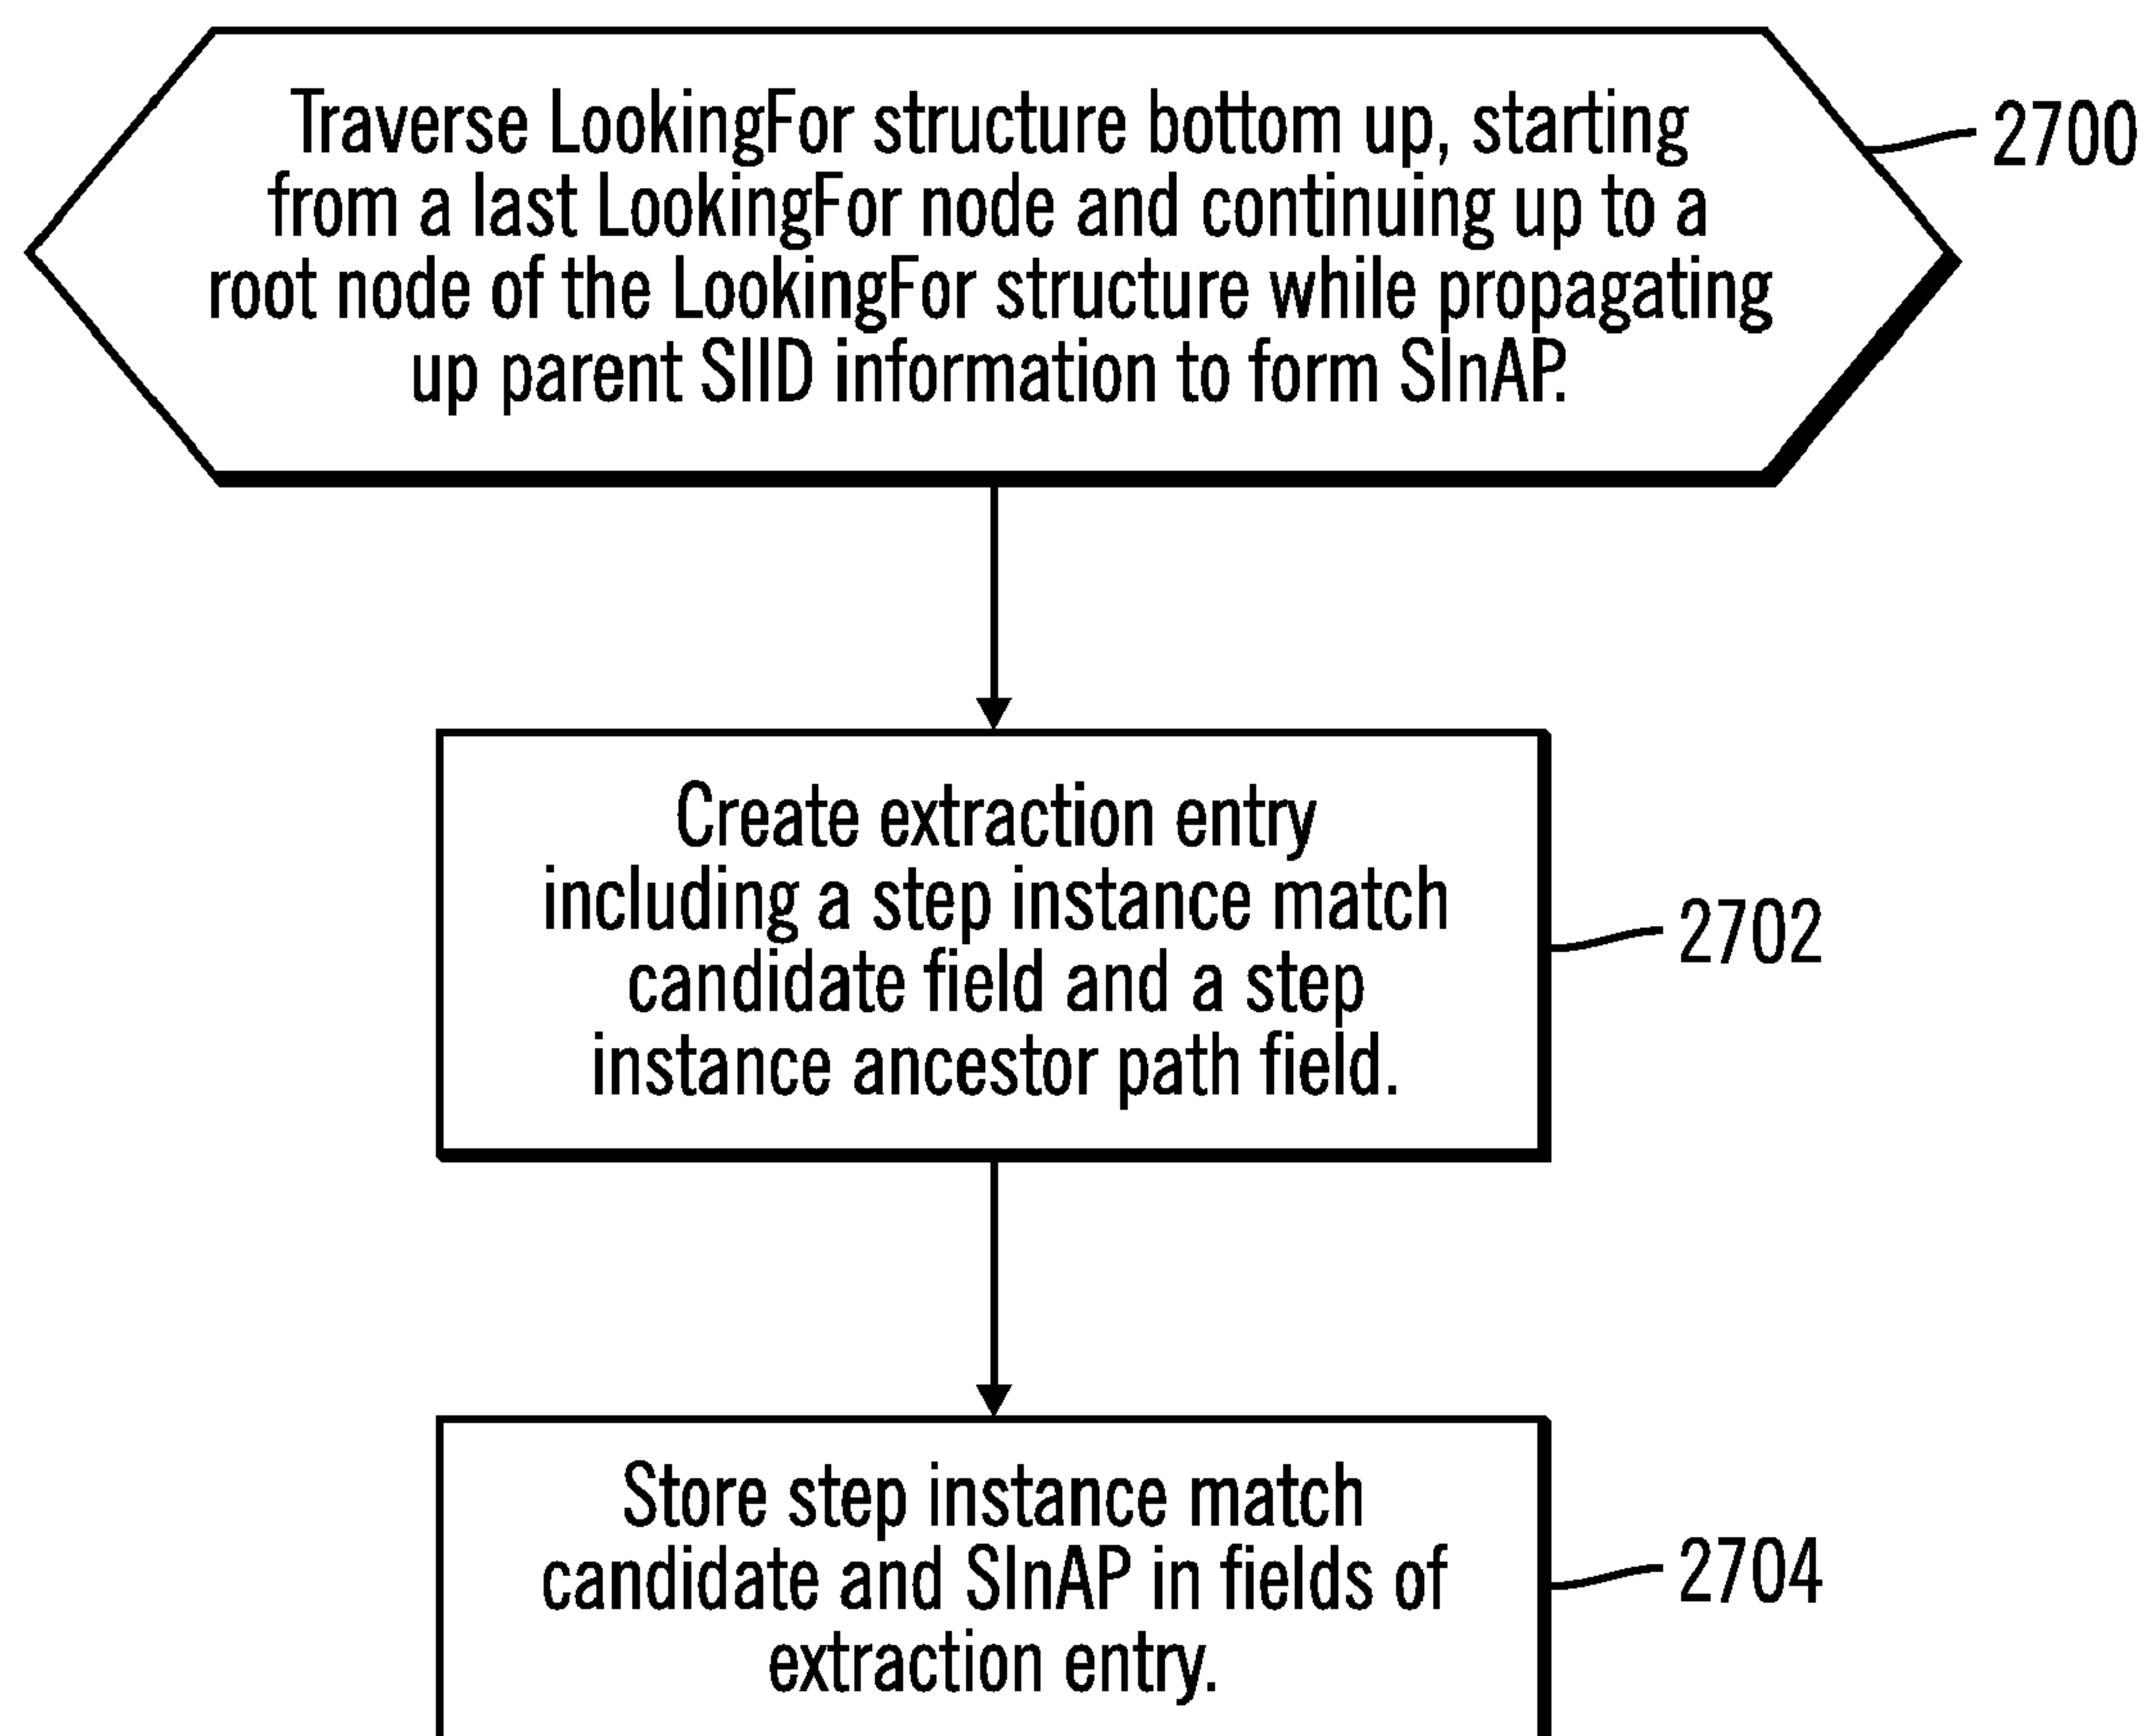 Traverse LookingFor structure bottom up, starting
from a last LookingFor node and continuing up to a
root node of the LookingFor structure while propagating
up parent SIID information to form SInAP.
2700
Create extraction entry
including a step instance match
candidate field and a step
instance ancestor path field.
2702
Store step instance match
candidate and SInAP in fields of
extraction entry.
2704